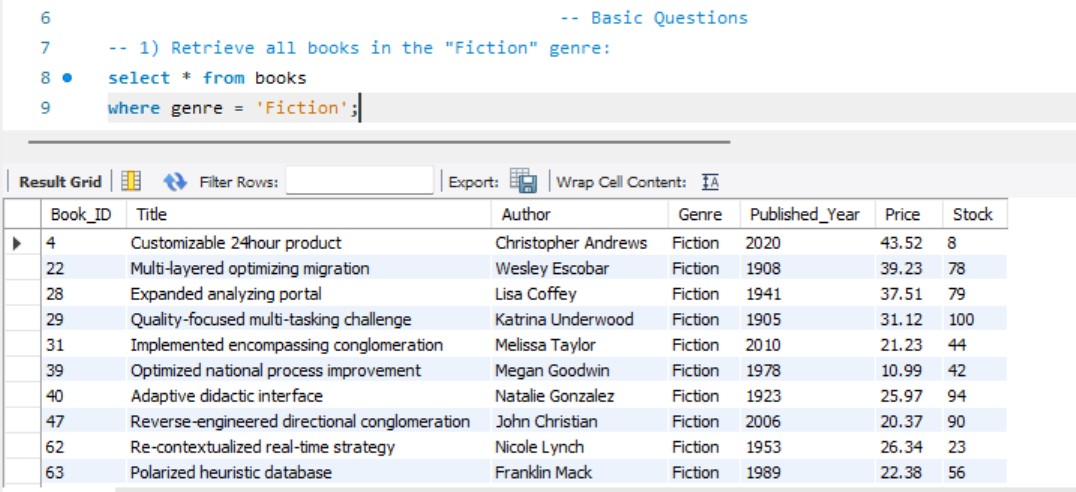 6 -- Basic Questions
7 -- 1) Retrieve all books in the "Fiction" genre:
8 select * from books
9 where genre = 'Fiction';
Result Grid Filter Rows: Export: Wrap Cell Content: IA
Book_ID Title Author Genre Published_Year Price Stock
4 Customizable 24hour product Christopher Andrews Fiction 2020 43.52 8
22 Multi-layered optimizing migration Wesley Escobar Fiction 1908 39.23 78
28 Expanded analyzing portal Lisa Coffey Fiction 1941 37.51 79
29 Quality-focused multi-tasking challenge Katrina Underwood Fiction 1905 31.12 100
31 Implemented encompassing conglomeration Melissa Taylor Fiction 2010 21.23 44
39 Optimized national process improvement Megan Goodwin Fiction 1978 10.99 42
40 Adaptive didactic interface Natalie Gonzalez Fiction 1923 25.97 94
47 Reverse-engineered directional conglomeration John Christian Fiction 2006 20.37 90
62 Re-contextualized real-time strategy Nicole Lynch Fiction 1953 26.34 23
63 Polarized heuristic database Franklin Mack Fiction 1989 22.38 56